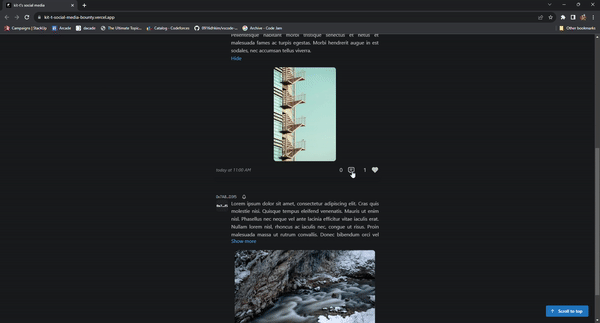 kit-t's social-media
kit-t-social-media-bounty.vercel.app
Campaigns | StackUp
Arcade
darado
The Ultimate Topic...
Catalog - Codeforces
Archive - Code Jam
Other bookmarks
Pellentesque habitant morbi tristique senectus et netus et
malesuada fames ac turpis egestas. Morbi hendrerit augue in est
sodales, nec accumsan tellus viverra.
Hide
today at 11:00 AM
0
1
Lorem ipsum dolor sit amet, consectetur adipiscing elit. Cras quis
molestie nisi. Quisque tempus eleifend venenatis. Mauris ut enim
nisl. Phasellus nec neque vel ante lacinia efficitur vitae iaculis erat.
Nullam lorem nisl, rhoncus ac iaculis nec, congue ut risus. Proin
malesuada massa ut rutrum convallis. Donec bibendum orci vel
Show more
Scroll to top